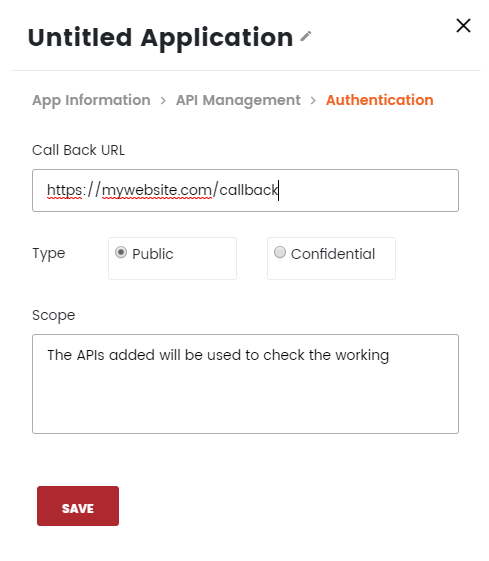 Untitled Application
App Information > API Management > Authentication
Call Back URL
https://mywebsite.com/callback
Type Public Confidential
Scope
The APIs added will be used to check the working
SAVE